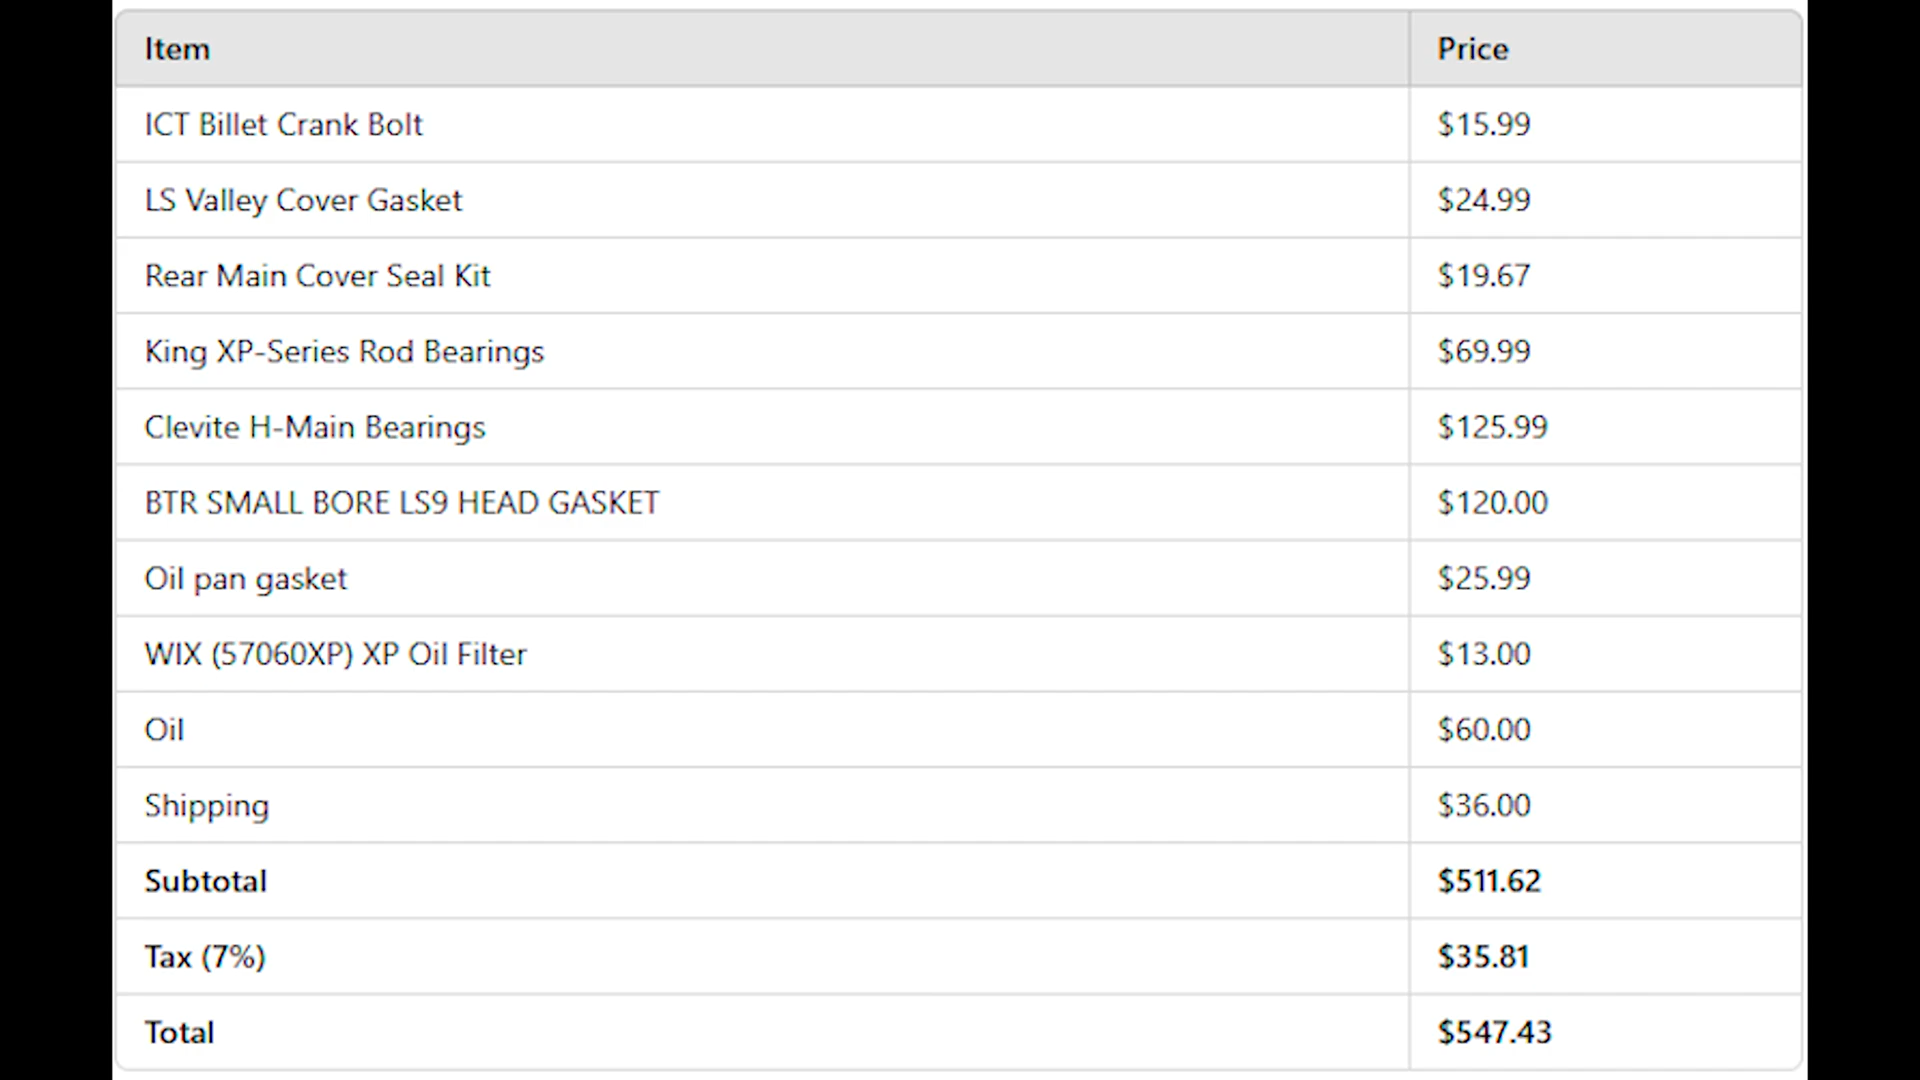 Item Price
ICT Billet Crank Bolt $15.99
LS Valley Cover Gasket $24.99
Rear Main Cover Seal Kit $19.67
King XP-Series Rod Bearings $69.99
Clevite H-Main Bearings $125.99
BTR SMALL BORE LS9 HEAD GASKET $120.00
Oil pan gasket $25.99
WIX (57060XP) XP Oil Filter $13.00
Oil $60.00
Shipping $36.00
Subtotal $511.62
Tax (7%) $35.81
Total $547.43